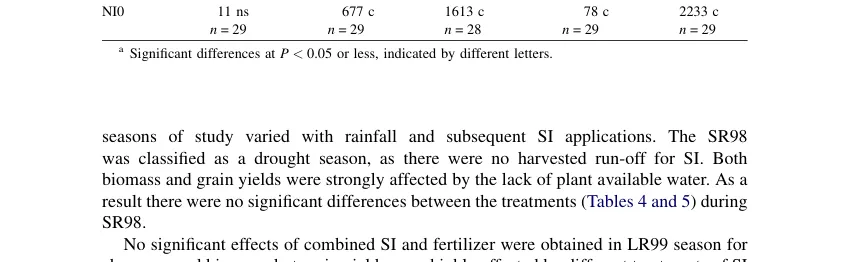 NI0 11 ns 677 c 1613 c 78 c 2233 c
n = 29 n = 29 n = 28 n = 29 n = 29
a Significant differences at P < 0.05 or less, indicated by different letters.
seasons of study varied with rainfall and subsequent SI applications. The SR98
was classified as a drought season, as there were no harvested run-off for SI. Both
biomass and grain yields were strongly affected by the lack of plant available water. As a
result there were no significant differences between the treatments (Tables 4 and 5) during
SR98.
No significant effects of combined SI and fertilizer were obtained in LR99 season for